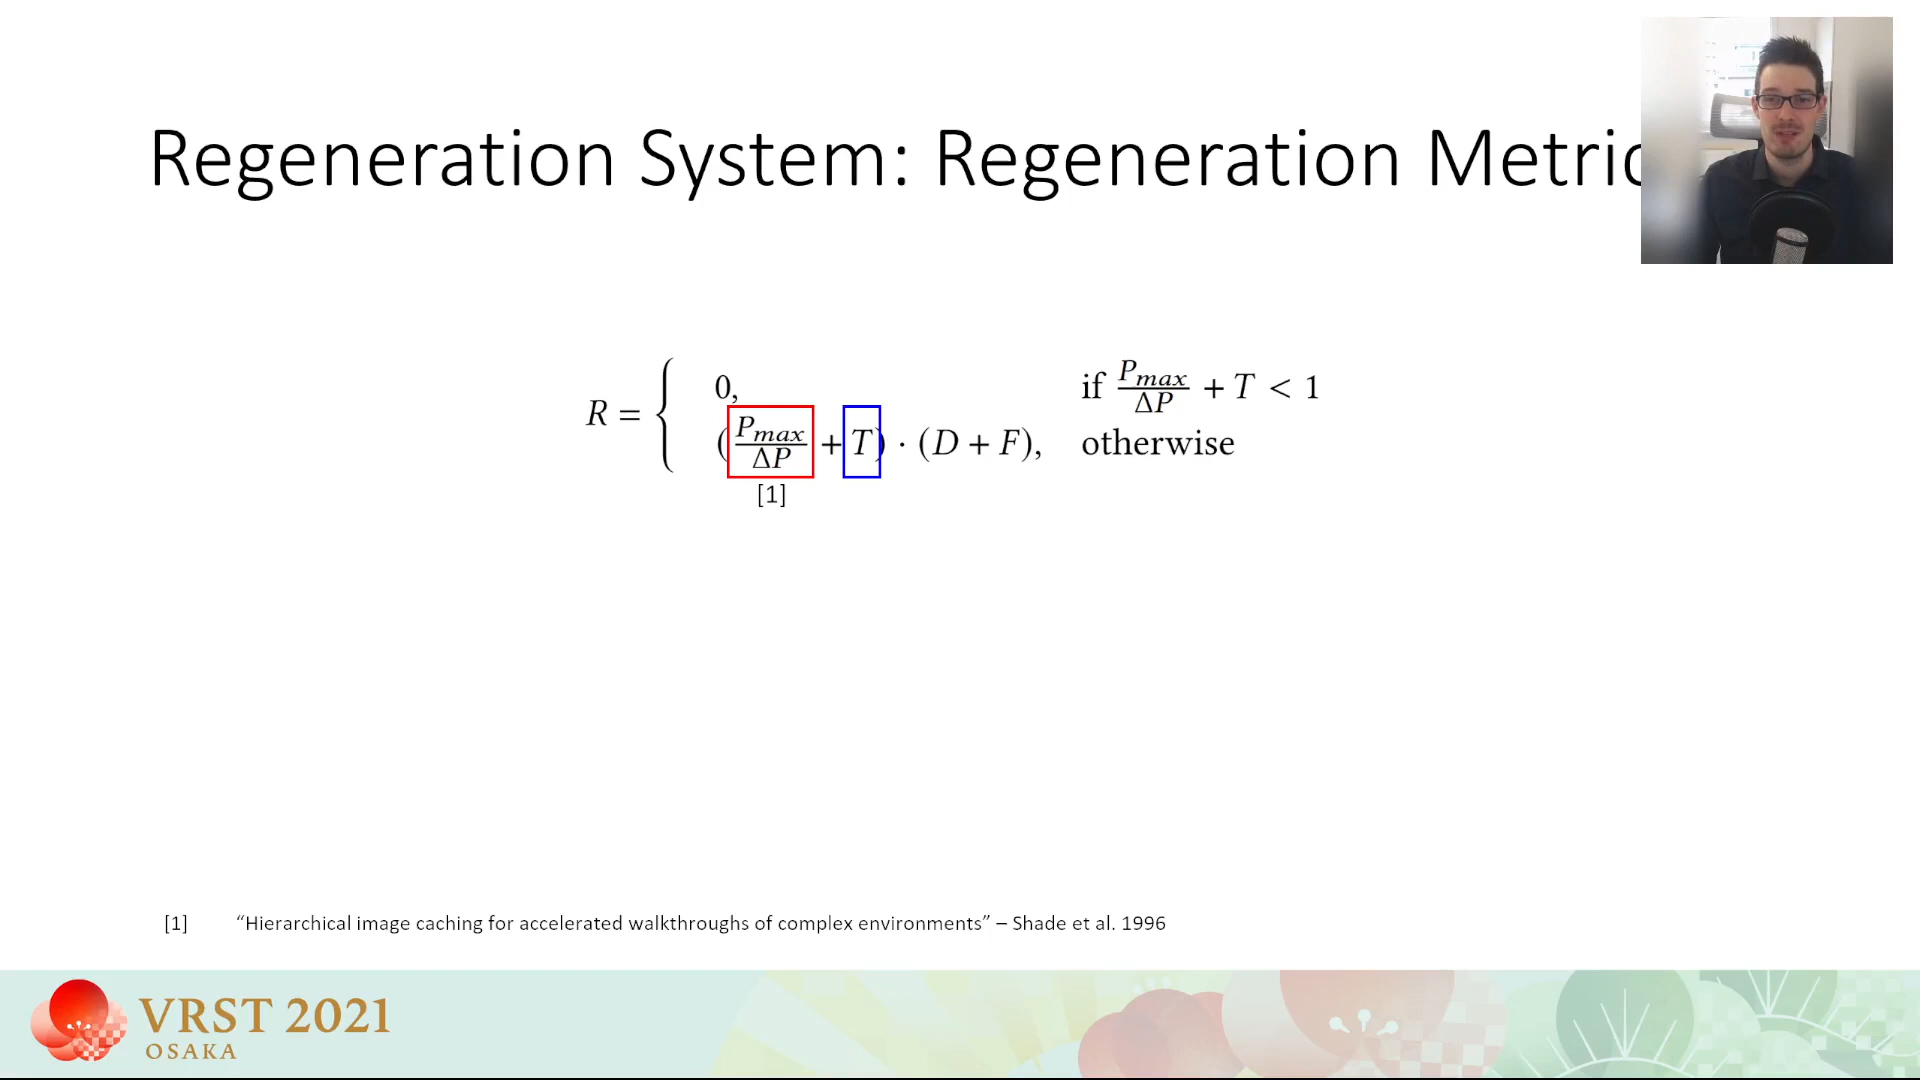 Regeneration System: Regeneration Metric
R = { 0, if P_max/ΔP + T < 1
(P_max/ΔP + T) · (D + F), otherwise
[1]
[1] “Hierarchical image caching for accelerated walkthroughs of complex environments” – Shade et al. 1996
VRST 2021
OSAKA